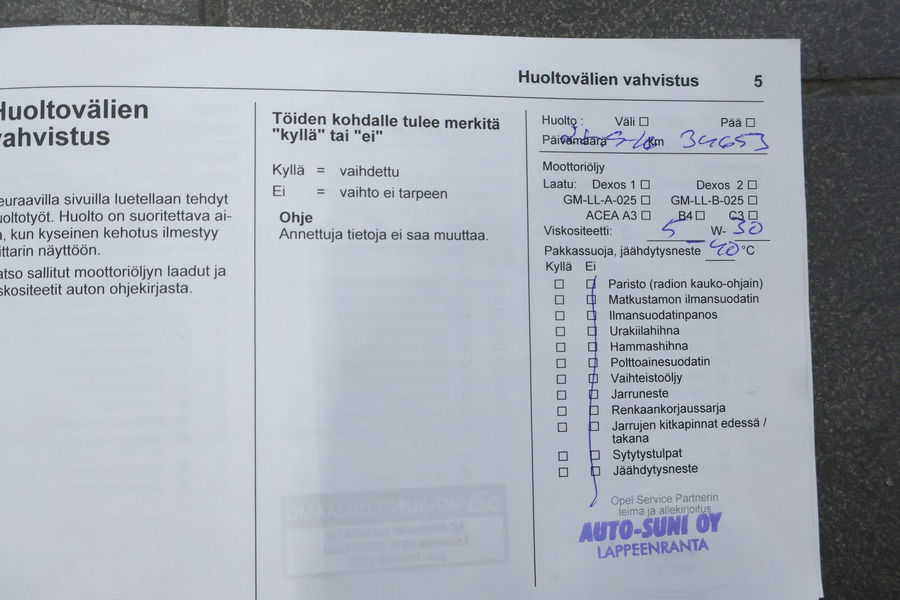 Huoltovälien vahvistus 5
Huoltovälien
vahvistus
seuraavilla sivuilla luetellaan tehdyt
huoltotyöt. Huolto on suoritettava ai-
kun kyseinen kehotus ilmestyy
mittarin näyttöön.
Katso sallitut moottoriöljyn laadut ja
viskositeetit auton ohjekirjasta.
Töiden kohdalle tulee merkitä
"kyllä" tai "ei"
Kyllä = vaihdettu
Ei = vaihto ei tarpeen
Ohje
Annettuja tietoja ei saa muuttaa.
Huolto : Väli ☐ Pää ☐
Päivämäärä Km 34653
Moottoriöljy
Laatu: Dexos 1 ☐ Dexos 2 ☐
GM-LL-A-025 ☐ GM-LL-B-025 ☐
ACEA A3 ☐ B4 ☐ C3 ☐
Viskositeetti: 5 W- 30
Pakkassuoja, jäähdytysneste 40 °C
Kyllä Ei
☐ ☐ Paristo (radion kauko-ohjain)
☐ ☐ Matkustamon ilmansuodatin
☐ ☐ Ilmansuodatinpanos
☐ ☐ Urakiilahihna
☐ ☐ Hammashihna
☐ ☐ Polttoainesuodatin
☐ ☐ Vaihteistoöljy
☐ ☐ Jarruneste
☐ ☐ Renkaankorjaussarja
☐ ☐ Jarrujen kitkapinnat edessä /
takana
☐ ☐ Sytytystulpat
☐ ☐ Jäähdytysneste
Opel Service Partnerin
leima ja allekirjoitus
AUTO-SUNI OY
LAPPEENRANTA